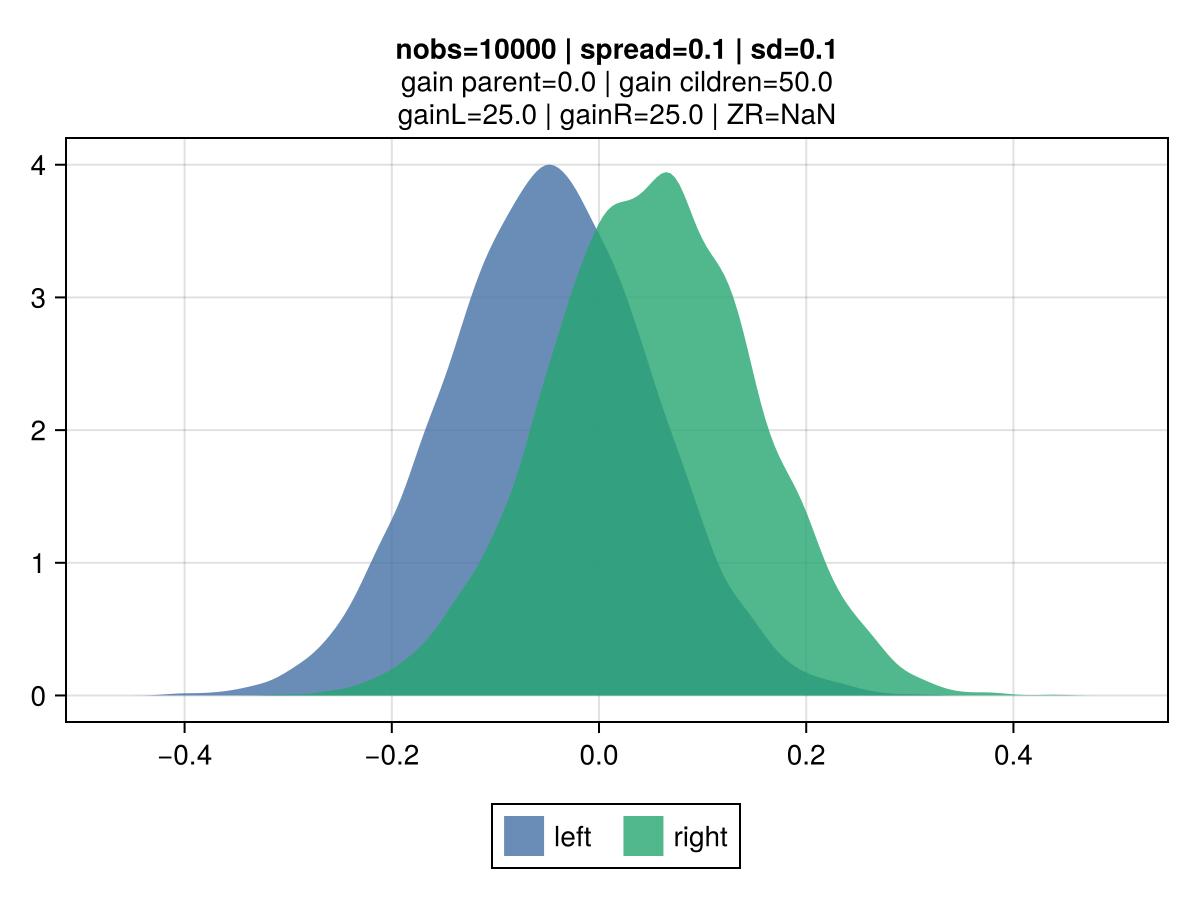 nobs=10000 | spread=0.1 | sd=0.1
gain parent=0.0 | gain cildren=50.0
gainL=25.0 | gainR=25.0 | ZR=NaN
4
3
2
1
0
−0.4 −0.2 0.0 0.2 0.4
left right